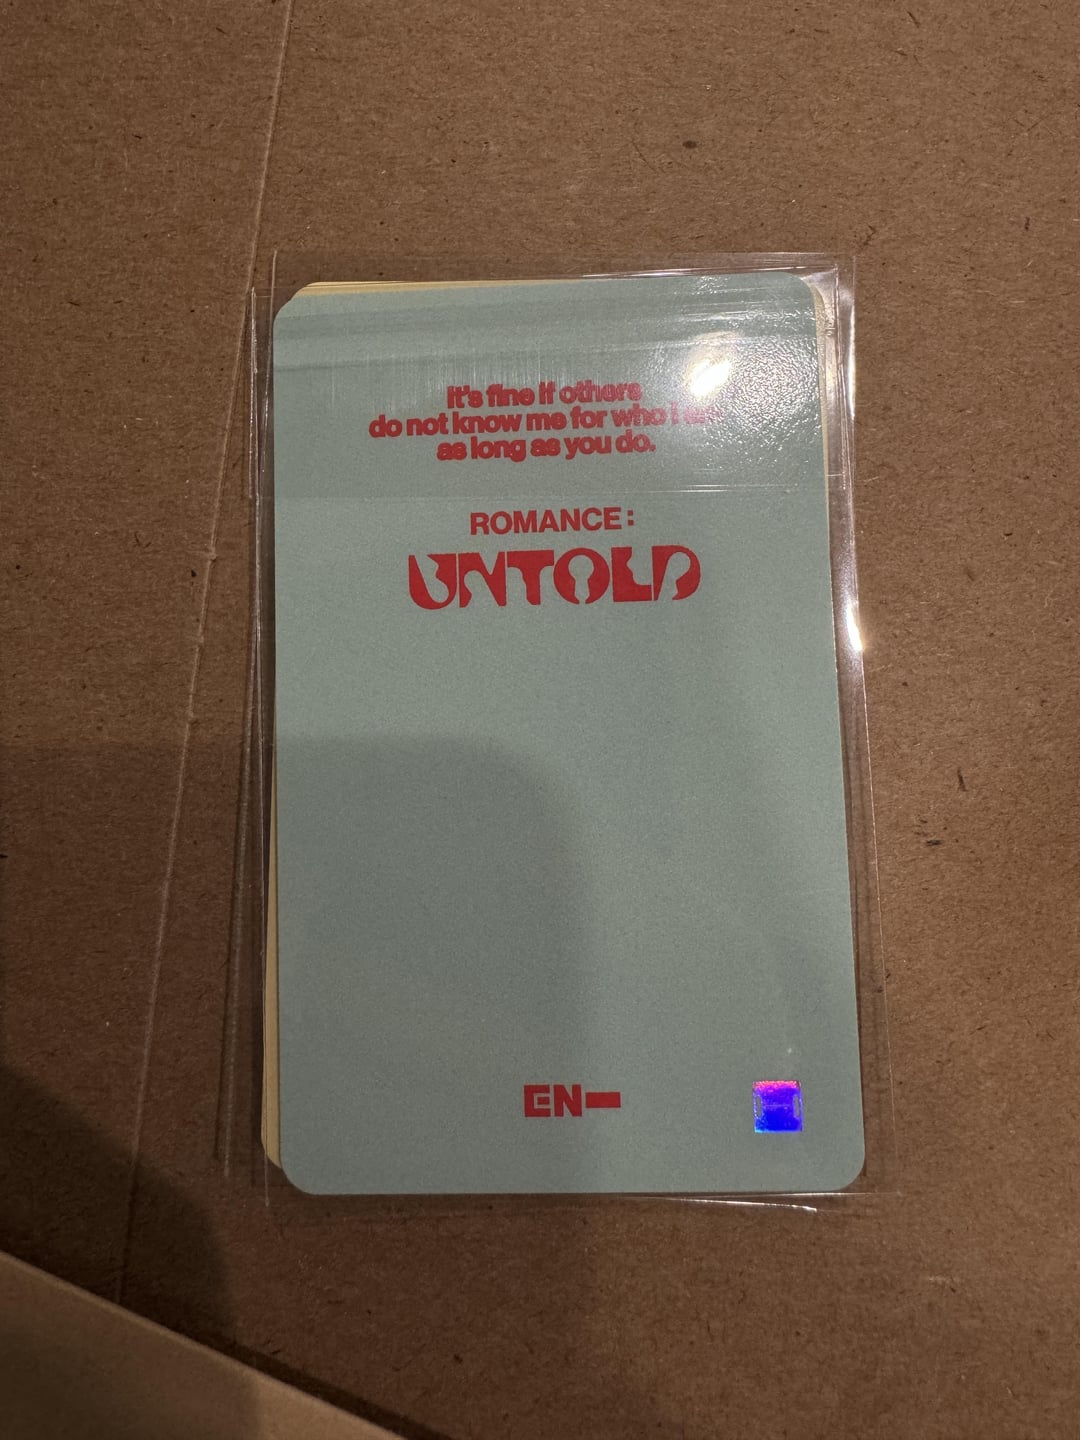 It's fine if others
do not know me for who I
as long as you do.
ROMANCE :
UNTOLD
EN-